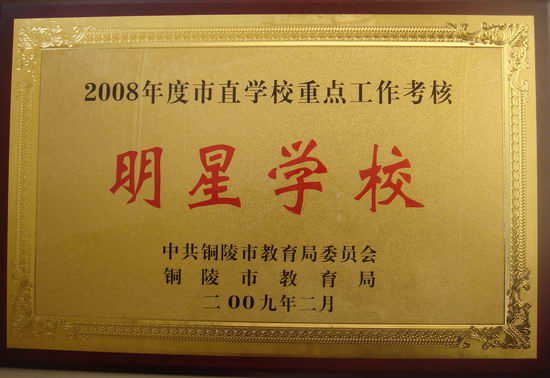 2008年度市直学校重点工作考核
明星学校
中共铜陵市教育局委员会
铜陵市教育局
二00九年二月